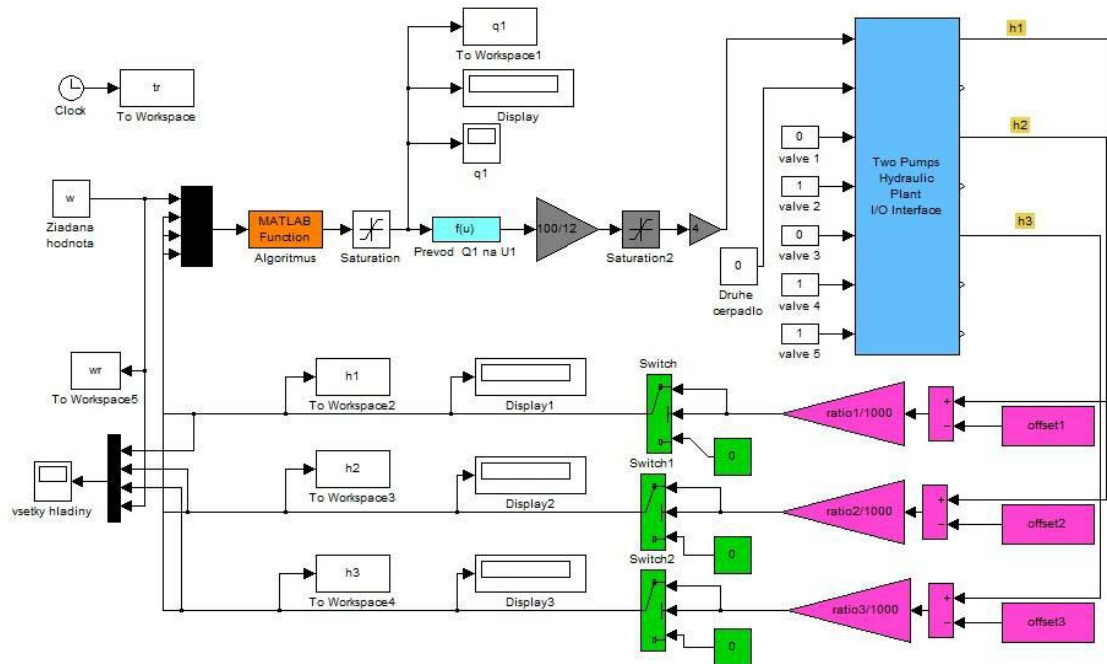 q1
To Workspace1
h1
tr
Clock
To Workspace
Display
0
valve 1
h2
Two Pumps
Hydraulic
Plant
I/O Interface
q1
1
valve 2
w
Ziadana
hodnota
MATLAB
Function
Algoritmus
Saturation
f(u)
Prevod Q1 na U1
100/12
Saturation2
4
0
Druhe
cerpadlo
0
valve 3
h3
1
valve 4
1
valve 5
wr
To Workspace5
h1
To Workspace2
Display1
Switch
ratio1/1000
+
−
offset1
0
vsetky hladiny
h2
To Workspace3
Display2
Switch1
ratio2/1000
+
−
offset2
0
h3
To Workspace4
Display3
Switch2
ratio3/1000
+
−
offset3
0